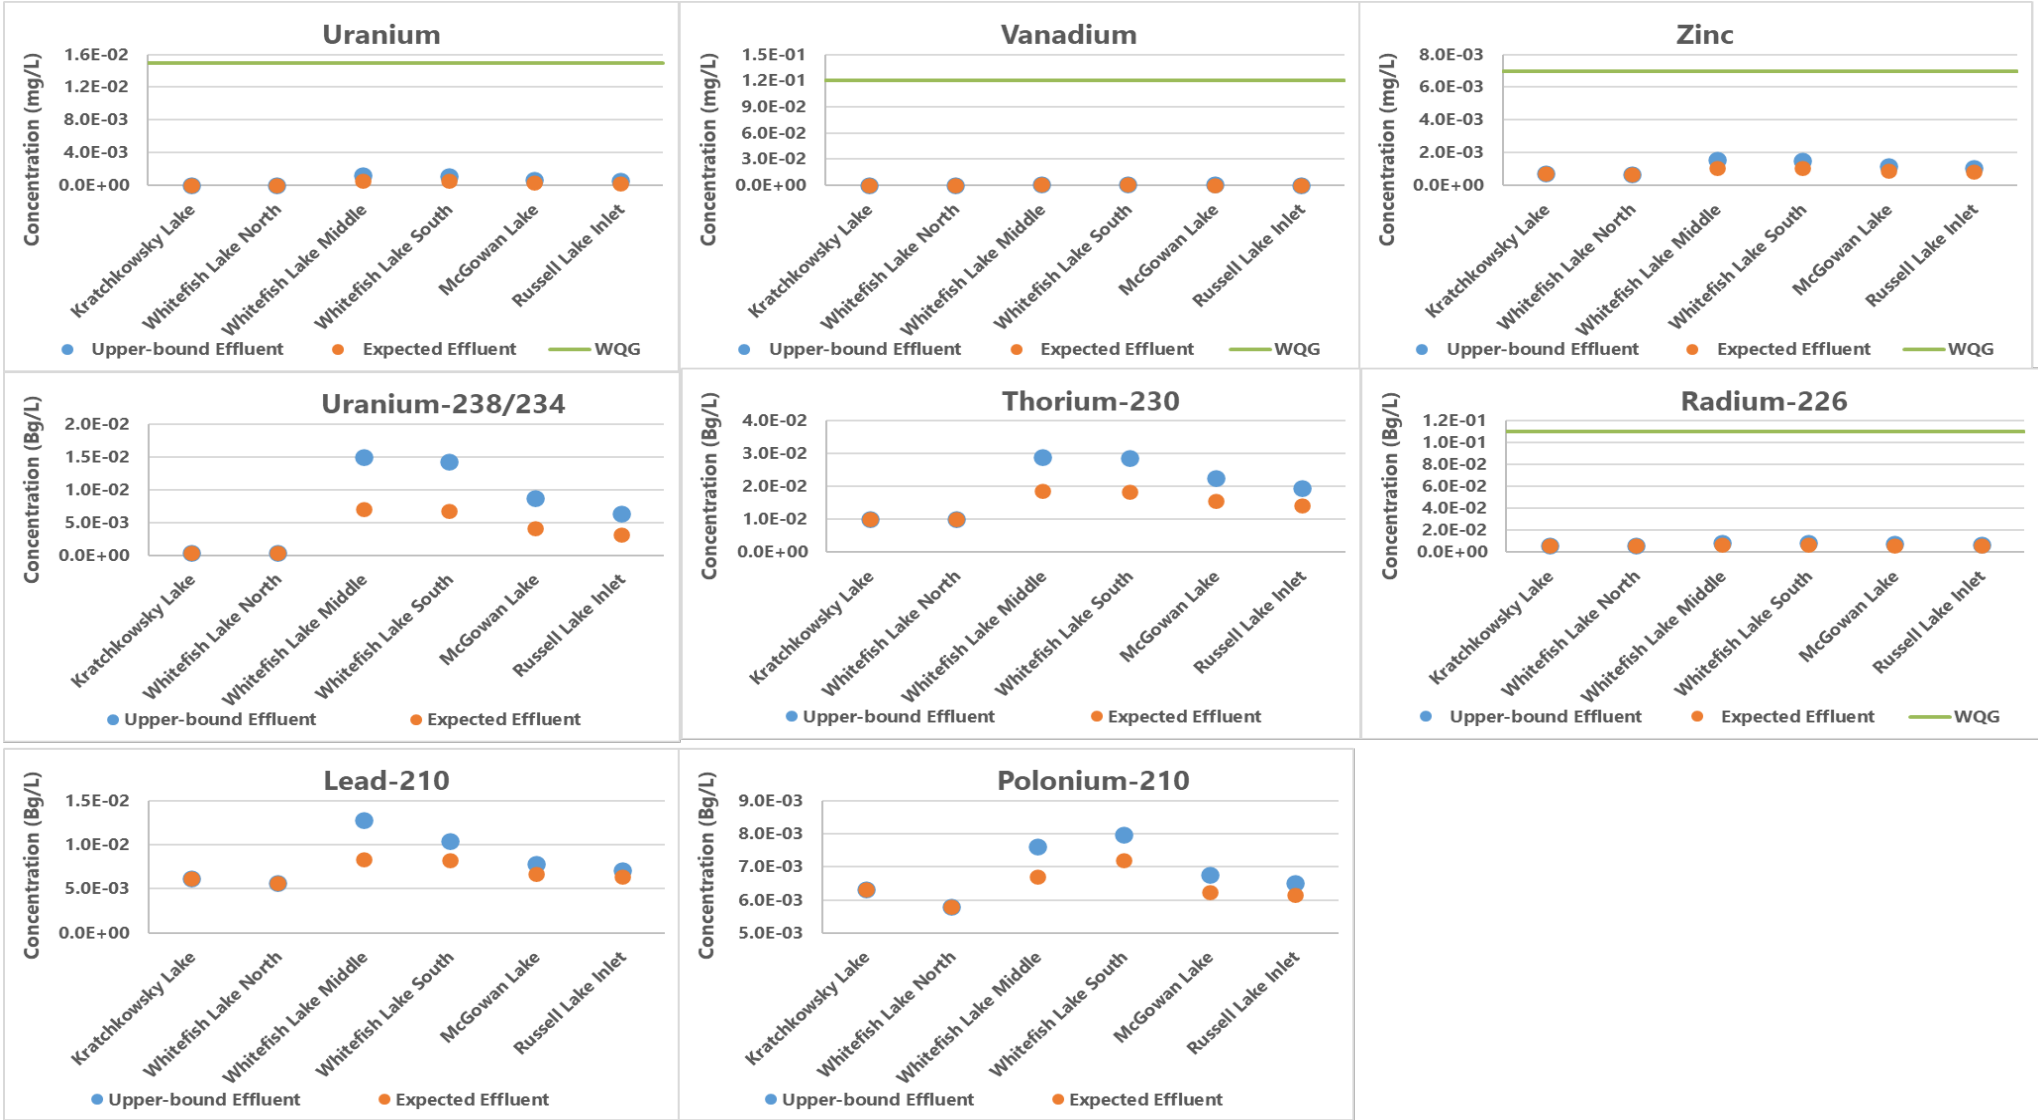 Uranium
Concentration (mg/L)
1.6E-02
1.2E-02
8.0E-03
4.0E-03
0.0E+00
Kratchkowsky Lake
Whitefish Lake North
Whitefish Lake Middle
Whitefish Lake South
McGowan Lake
Russell Lake Inlet
Upper-bound Effluent Expected Effluent WQG
Vanadium
Concentration (mg/L)
1.5E-01
1.2E-01
9.0E-02
6.0E-02
3.0E-02
0.0E+00
Kratchkowsky Lake
Whitefish Lake North
Whitefish Lake Middle
Whitefish Lake South
McGowan Lake
Russell Lake Inlet
Upper-bound Effluent Expected Effluent WQG
Zinc
Concentration (mg/L)
8.0E-03
6.0E-03
4.0E-03
2.0E-03
0.0E+00
Kratchkowsky Lake
Whitefish Lake North
Whitefish Lake Middle
Whitefish Lake South
McGowan Lake
Russell Lake Inlet
Upper-bound Effluent Expected Effluent WQG
Uranium-238/234
Concentration (Bg/L)
2.0E-02
1.5E-02
1.0E-02
5.0E-03
0.0E+00
Kratchkowsky Lake
Whitefish Lake North
Whitefish Lake Middle
Whitefish Lake South
McGowan Lake
Russell Lake Inlet
Upper-bound Effluent Expected Effluent
Thorium-230
Concentration (Bg/L)
4.0E-02
3.0E-02
2.0E-02
1.0E-02
0.0E+00
Kratchkowsky Lake
Whitefish Lake North
Whitefish Lake Middle
Whitefish Lake South
McGowan Lake
Russell Lake Inlet
Upper-bound Effluent Expected Effluent
Radium-226
Concentration (Bg/L)
1.2E-01
1.0E-01
8.0E-02
6.0E-02
4.0E-02
2.0E-02
0.0E+00
Kratchkowsky Lake
Whitefish Lake North
Whitefish Lake Middle
Whitefish Lake South
McGowan Lake
Russell Lake Inlet
Upper-bound Effluent Expected Effluent WQG
Lead-210
Concentration (Bg/L)
1.5E-02
1.0E-02
5.0E-03
0.0E+00
Kratchkowsky Lake
Whitefish Lake North
Whitefish Lake Middle
Whitefish Lake South
McGowan Lake
Russell Lake Inlet
Upper-bound Effluent Expected Effluent
Polonium-210
Concentration (Bg/L)
9.0E-03
8.0E-03
7.0E-03
6.0E-03
5.0E-03
Kratchkowsky Lake
Whitefish Lake North
Whitefish Lake Middle
Whitefish Lake South
McGowan Lake
Russell Lake Inlet
Upper-bound Effluent Expected Effluent